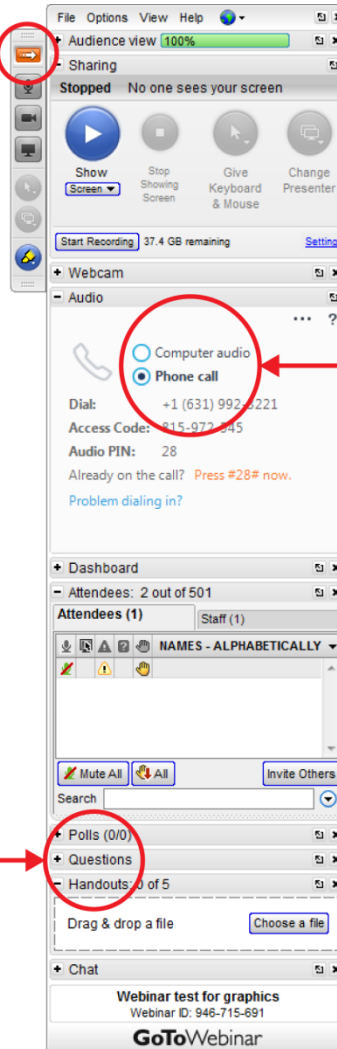 File Options View Help
Audience view 100%
Sharing
Stopped No one sees your screen
Show
Screen
Stop
Showing
Screen
Give
Keyboard
& Mouse
Change
Presenter
Start Recording 37.4 GB remaining Setting
Webcam
Audio
... ?
Computer audio
Phone call
Dial: +1 (631) 992-3221
Access Code: 815-972-545
Audio PIN: 28
Already on the call? Press #28# now.
Problem dialing in?
Dashboard
Attendees: 2 out of 501
Attendees (1) Staff (1)
NAMES - ALPHABETICALLY
Mute All All Invite Others
Search
Polls (0/0)
Questions
Handouts: 0 of 5
Drag & drop a file Choose a file
Chat
Webinar test for graphics
Webinar ID: 946-715-691
GoToWebinar